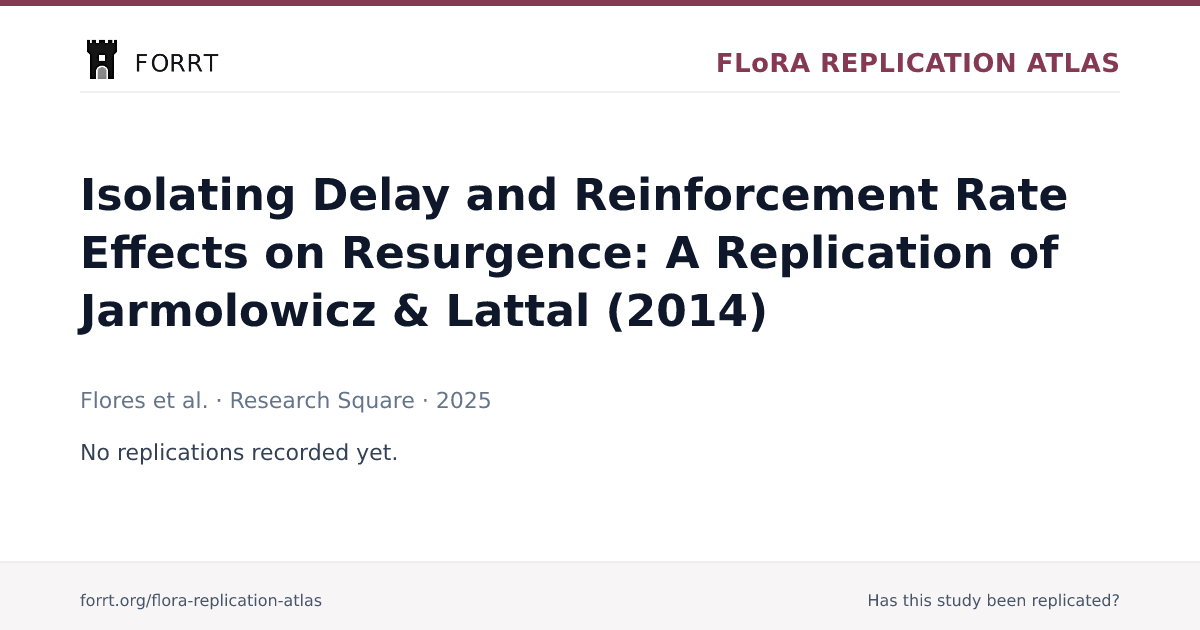 FORRT
FLoRA REPLICATION ATLAS
Isolating Delay and Reinforcement Rate
Effects on Resurgence: A Replication of
Jarmolowicz & Lattal (2014)
Flores et al. · Research Square · 2025
No replications recorded yet.
forrt.org/flora-replication-atlas
Has this study been replicated?